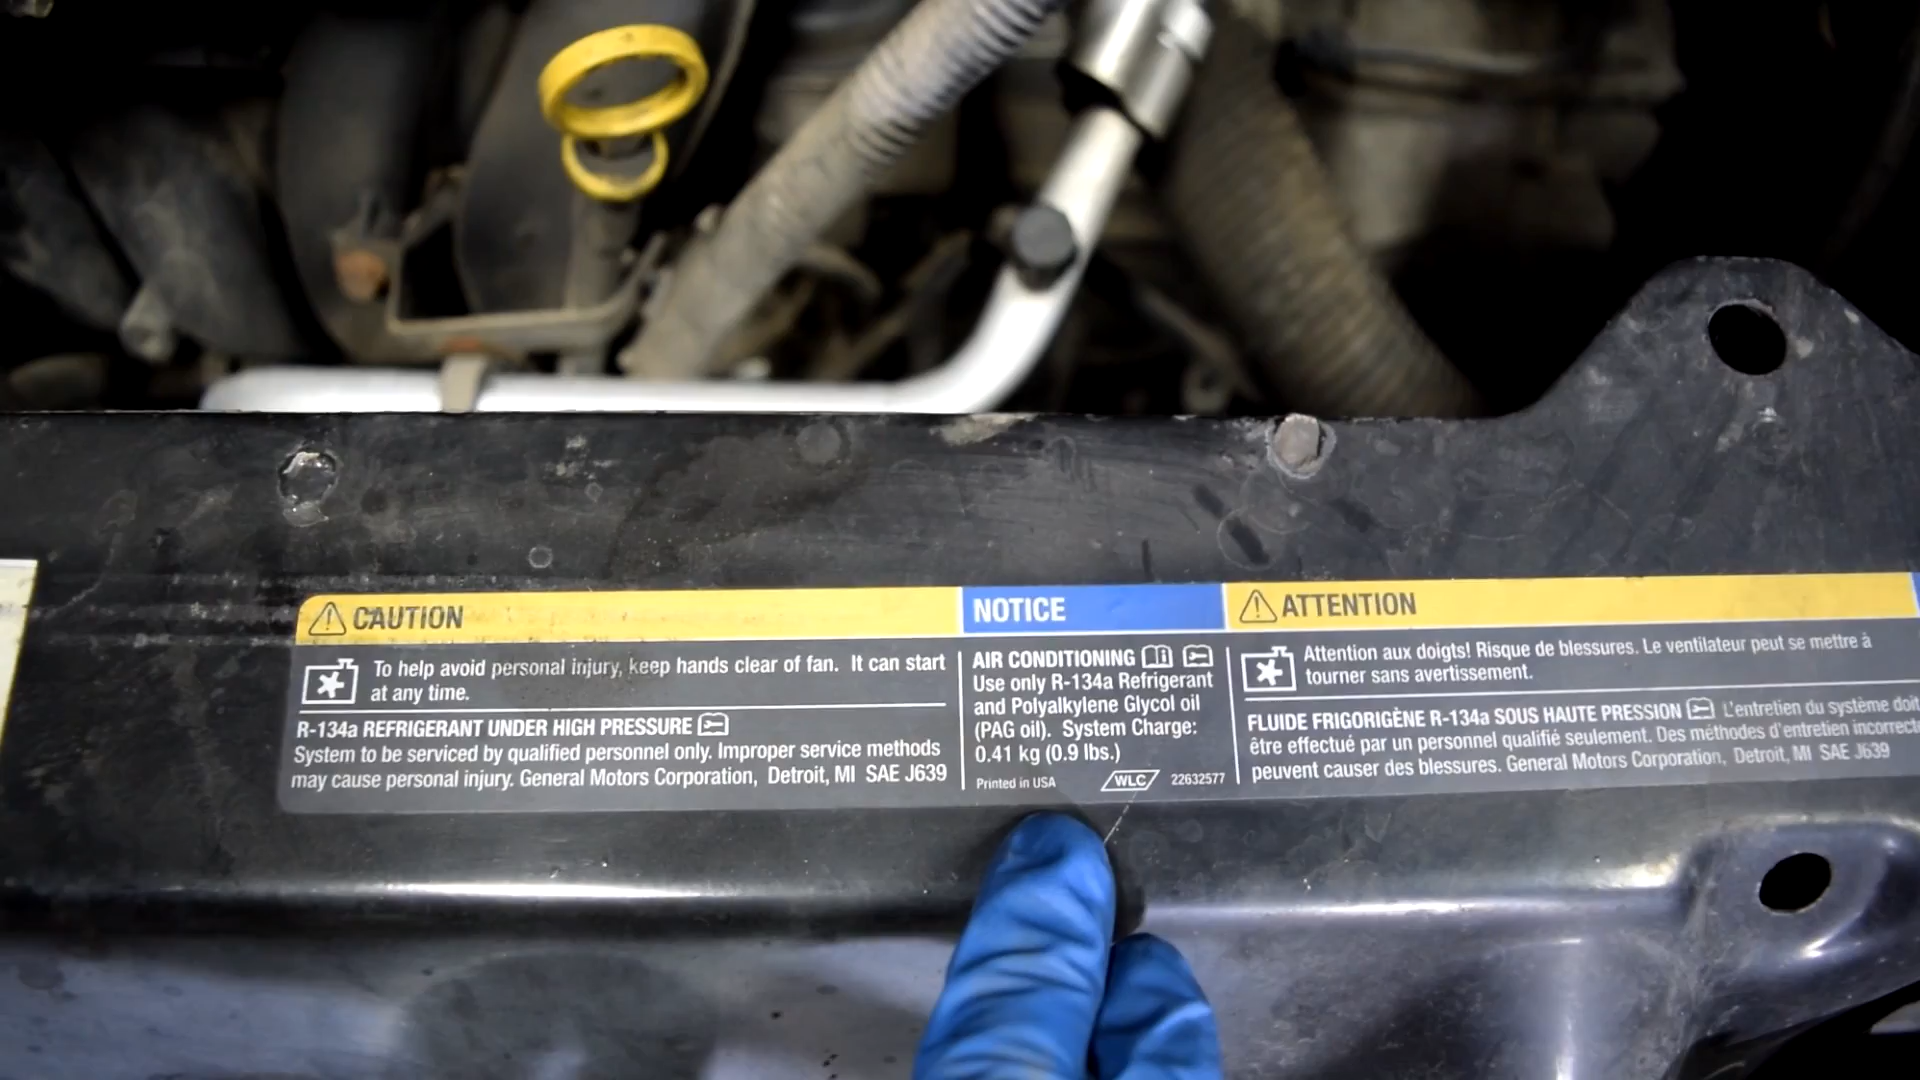 CAUTION
To help avoid personal injury, keep hands clear of fan. It can start
at any time.
R-134a REFRIGERANT UNDER HIGH PRESSURE
System to be serviced by qualified personnel only. Improper service methods
may cause personal injury. General Motors Corporation, Detroit, MI SAE J639
NOTICE
AIR CONDITIONING
Use only R-134a Refrigerant
and Polyalkylene Glycol oil
(PAG oil). System Charge:
0.41 kg (0.9 lbs.)
Printed in USA WLC 22632577
ATTENTION
Attention aux doigts! Risque de blessures. Le ventilateur peut se mettre à
tourner sans avertissement.
FLUIDE FRIGORIGÈNE R-134a SOUS HAUTE PRESSION L'entretien du système doit
être effectué par un personnel qualifié seulement. Des méthodes d'entretien incorrecte
peuvent causer des blessures. General Motors Corporation, Detroit, MI SAE J639